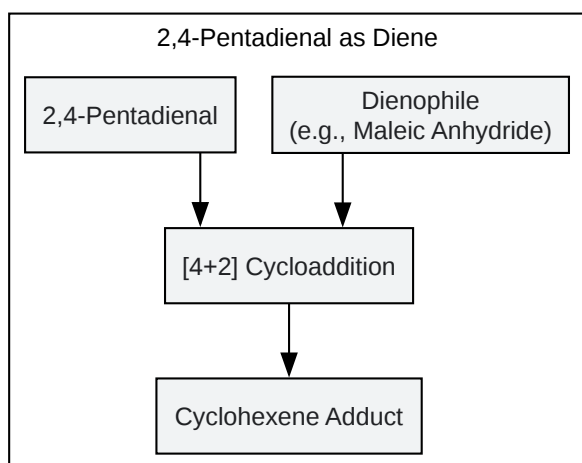 2,4-Pentadienal as Diene
2,4-Pentadienal
Dienophile
(e.g., Maleic Anhydride)
[4+2] Cycloaddition
Cyclohexene Adduct